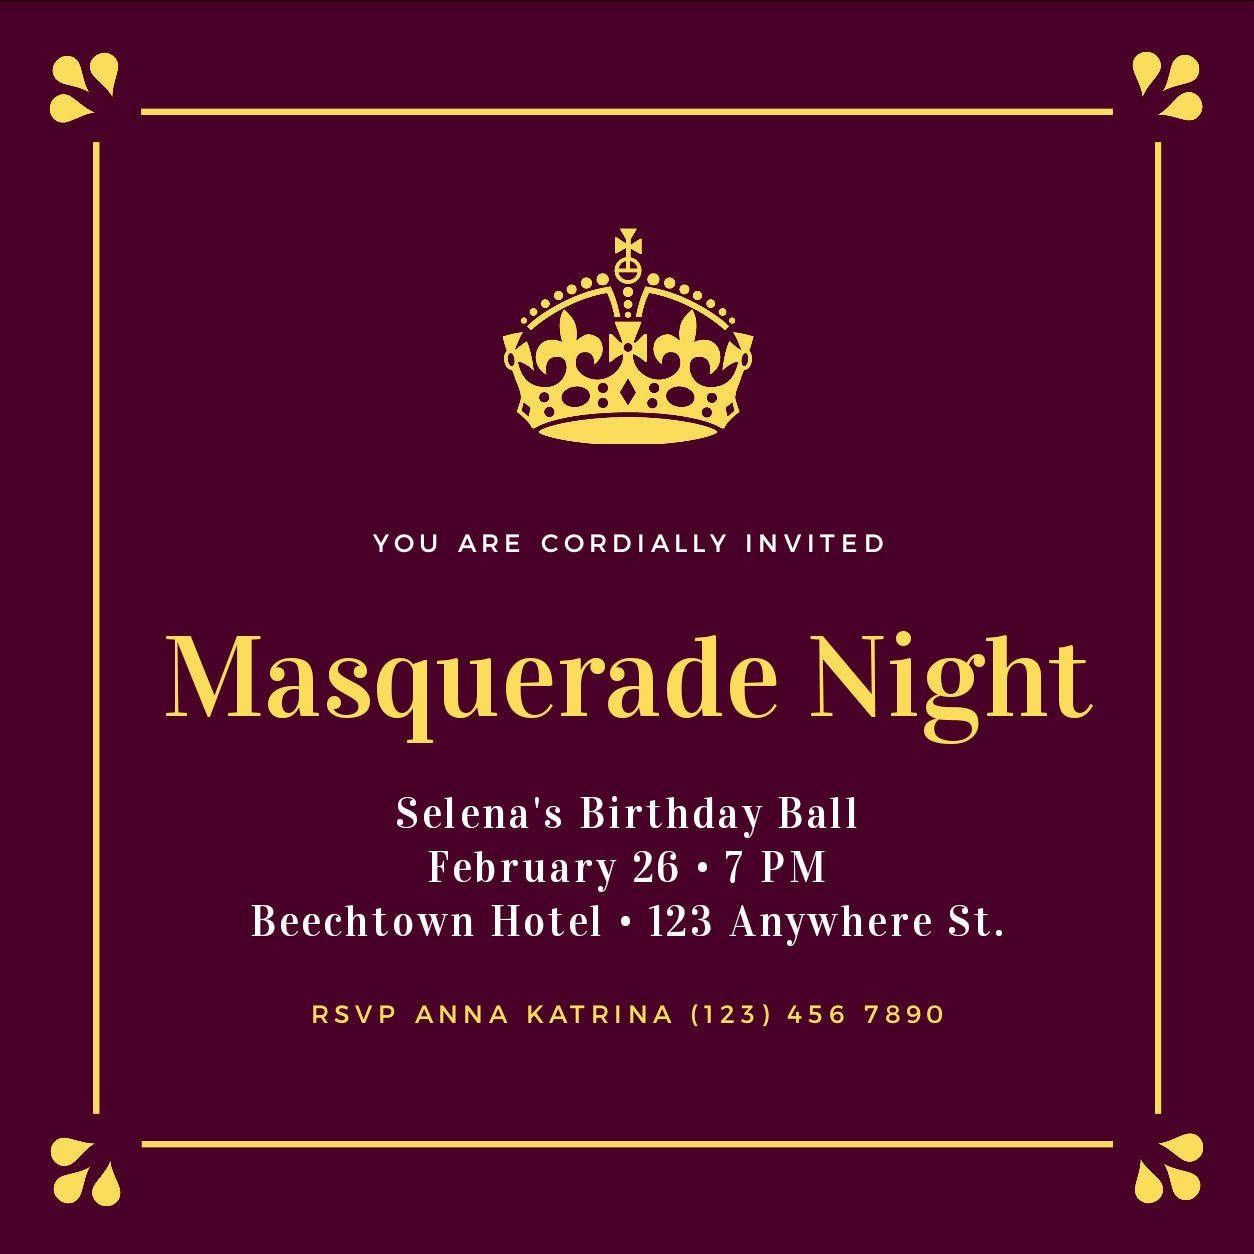 YOU ARE CORDIALLY INVITED
Masquerade Night
Selena's Birthday Ball
February 26 • 7 PM
Beechtown Hotel • 123 Anywhere St.
RSVP ANNA KATRINA (123) 456 7890